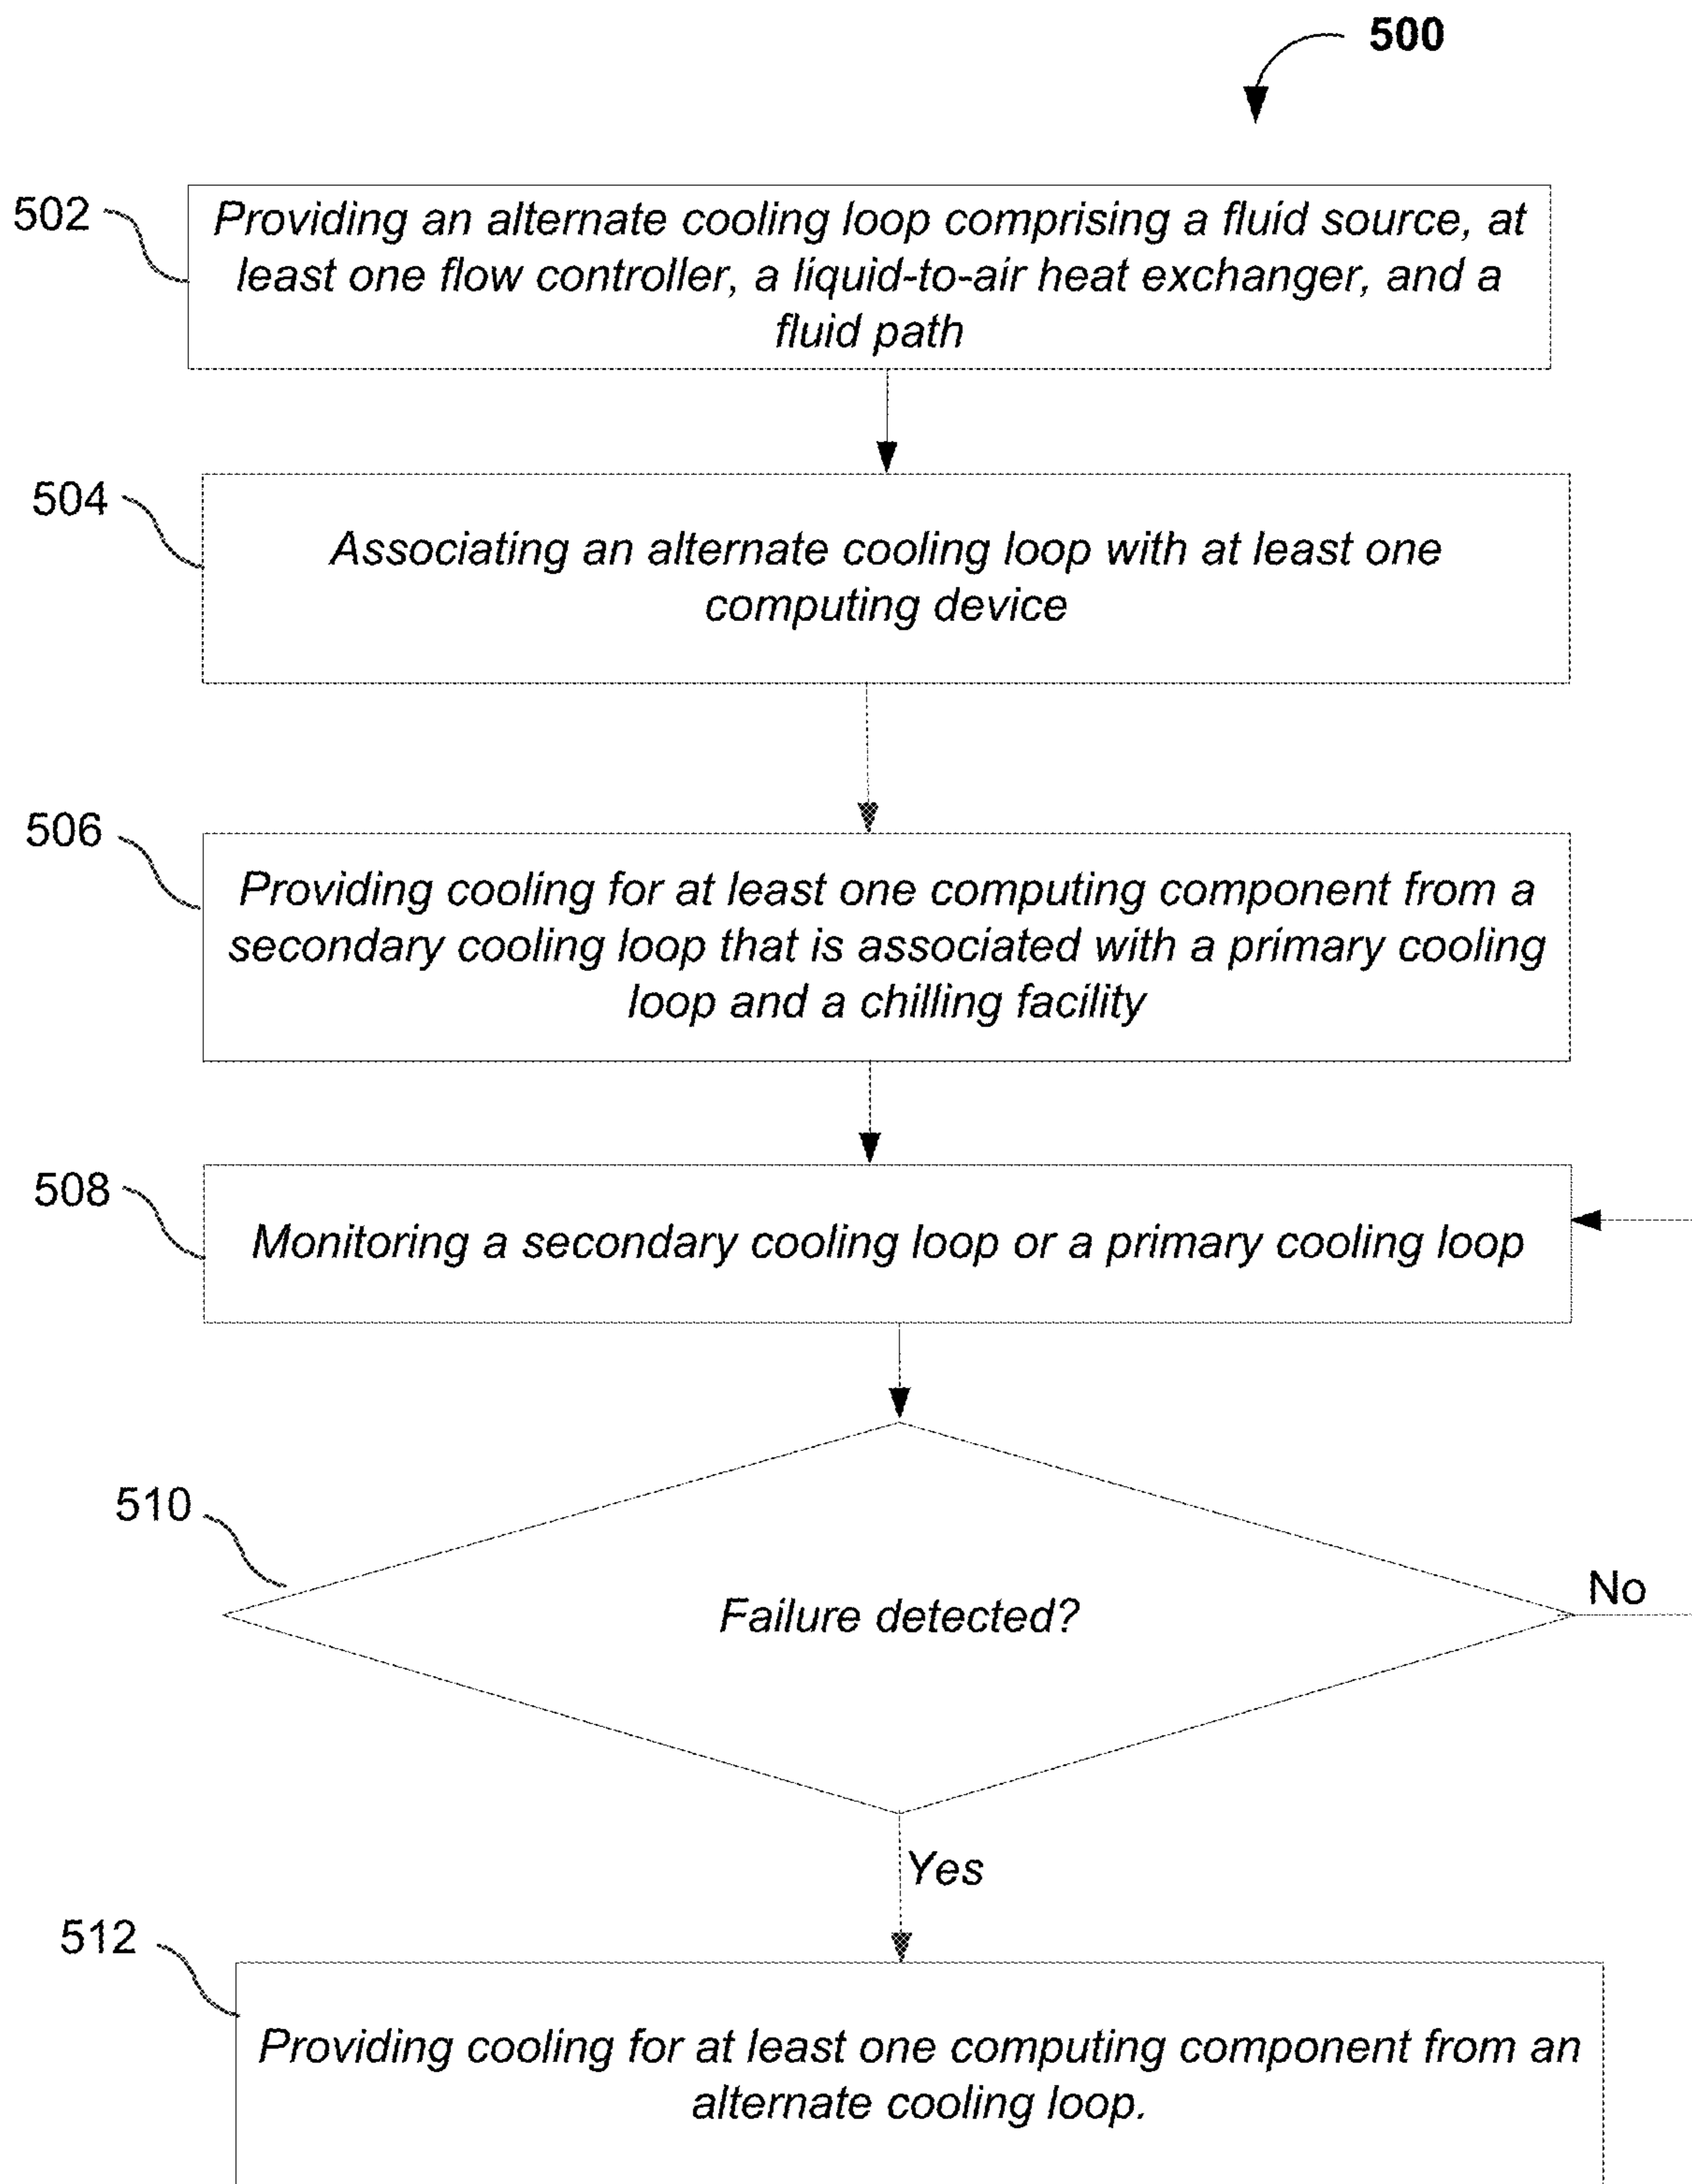 500
502
Providing an alternate cooling loop comprising a fluid source, at
least one flow controller, a liquid-to-air heat exchanger, and a
fluid path
504
Associating an alternate cooling loop with at least one
computing device
506
Providing cooling for at least one computing component from a
secondary cooling loop that is associated with a primary cooling
loop and a chilling facility
508
Monitoring a secondary cooling loop or a primary cooling loop
510
Failure detected?
No
Yes
512
Providing cooling for at least one computing component from an
alternate cooling loop.